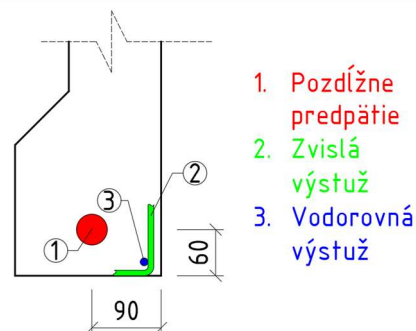 1. Pozdĺžne
predpätie
2. Zvislá
výstuž
3. Vodorovná
výstuž
1
2
3
60
90